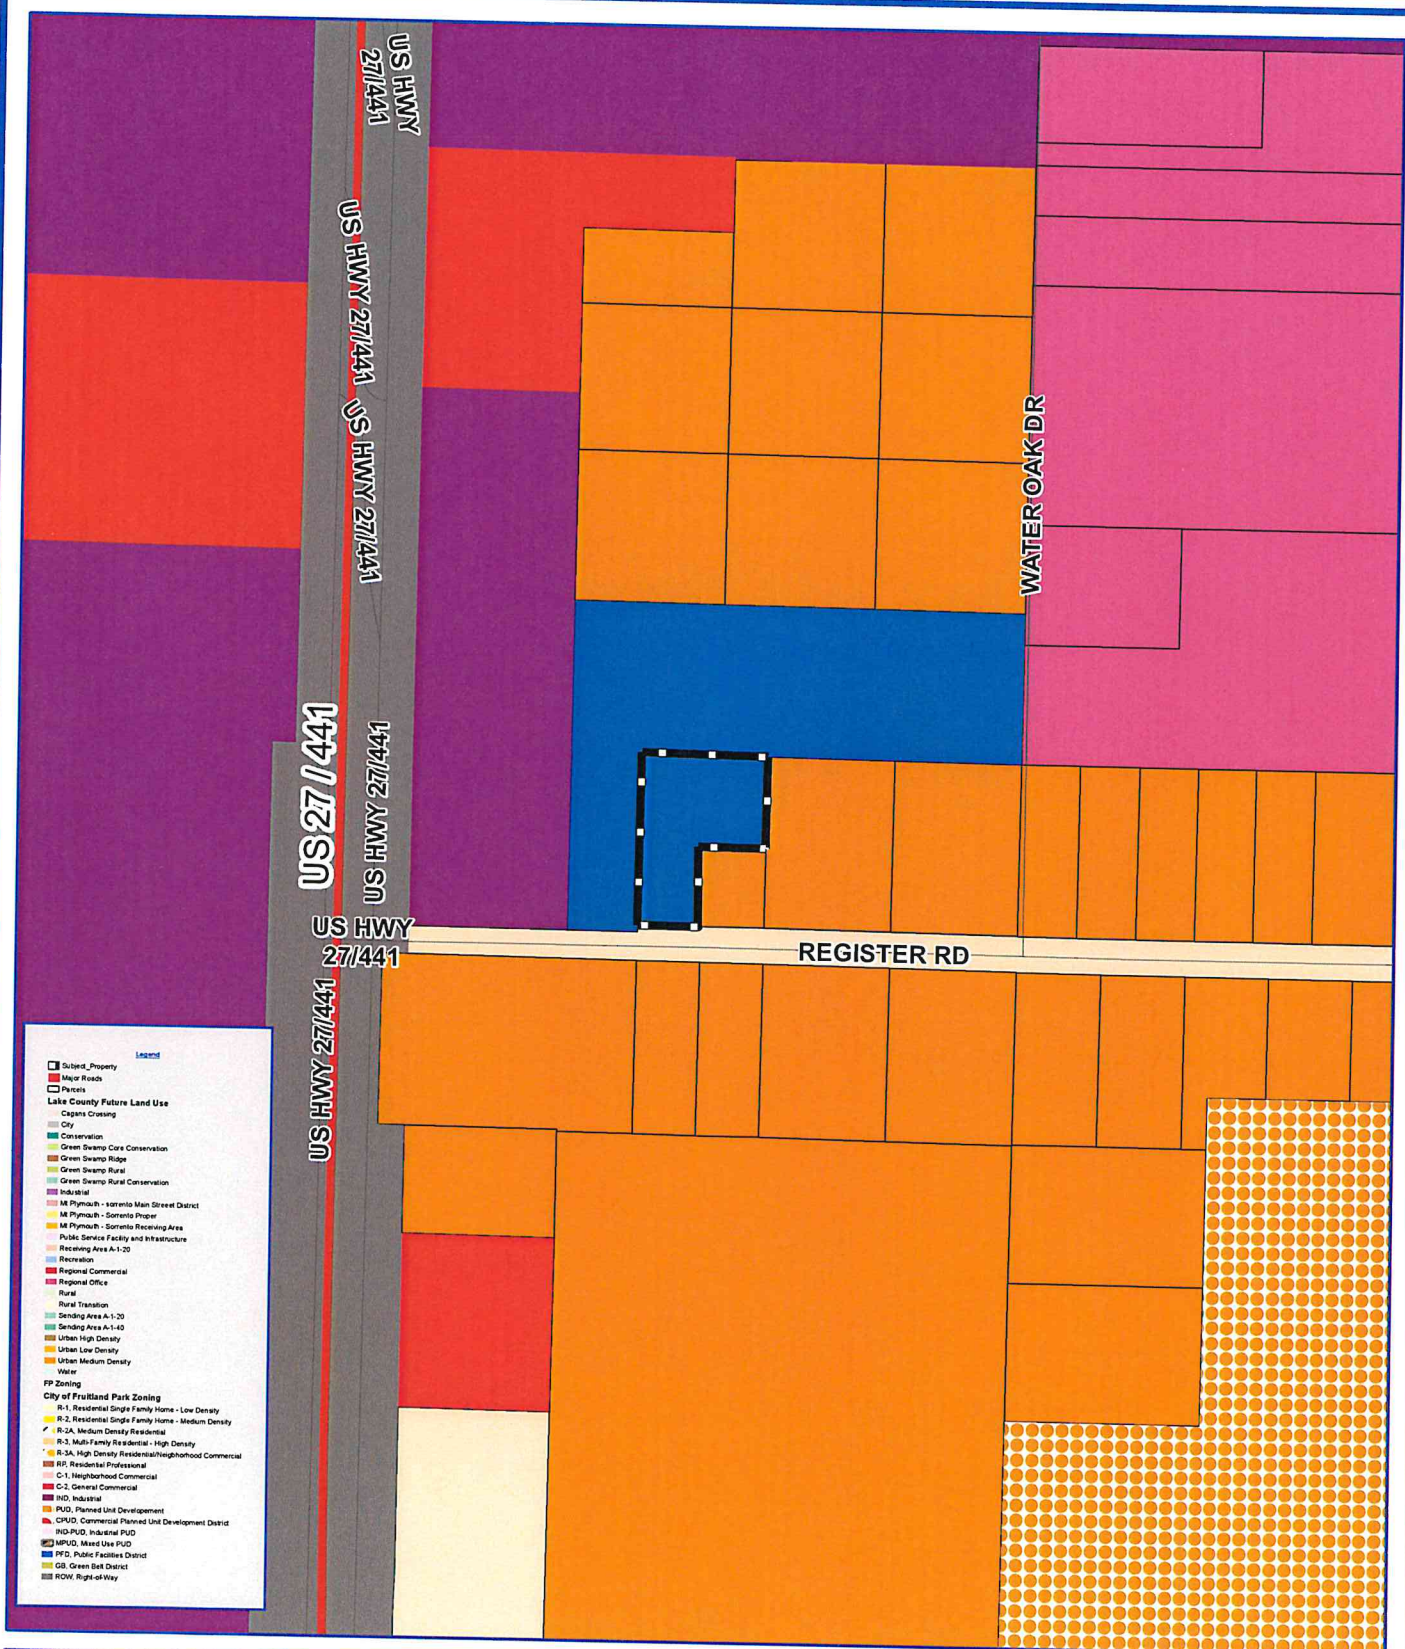 US HWY
27/441
US HWY 27/441
US HWY 27/441
WATER OAK DR
US 27 / 441
US HWY 27/441
US HWY
27/441
REGISTER RD
US HWY 27/441
Legend
Subject_Property
Major Roads
Parcels
Lake County Future Land Use
Cagans Crossing
City
Conservation
Green Swamp Core Conservation
Green Swamp Ridge
Green Swamp Rural
Green Swamp Rural Conservation
Industrial
Mt Plymouth - sorrento Main Streeet District
Mt Plymouth - Sorrento Proper
Mt Plymouth - Sorrento Receiving Area
Public Service Facility and Infrastructure
Receiving Area A-1-20
Recreation
Regional Commercial
Regional Office
Rural
Rural Transition
Sending Area A-1-20
Sending Area A-1-40
Urban High Density
Urban Low Density
Urban Medium Density
Water
FP Zoning
City of Fruitland Park Zoning
R-1, Residential Single Family Home - Low Density
R-2, Residential Single Family Home - Medium Density
R-2A, Medium Density Residential
R-3, Multi-Family Residential - High Density
R-3A, High Density Residential/Neigbhorhood Commercial
RP, Residential Professional
C-1, Neighborhood Commercial
C-2, General Commercial
IND, Industrial
PUD, Planned Unit Developement
CPUD, Commercial Planned Unit Development District
IND-PUD, Industrial PUD
MPUD, Mixed Use PUD
PFD, Public Facilities District
GB, Green Belt District
ROW, Right-of-Way